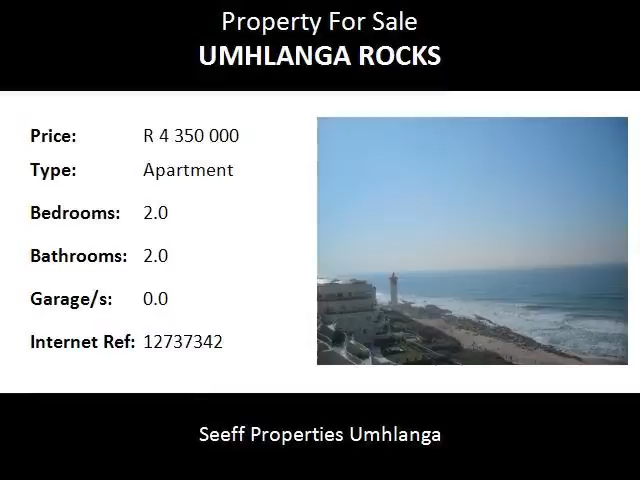 Property For Sale
UMHLANGA ROCKS
Price: R 4 350 000
Type: Apartment
Bedrooms: 2.0
Bathrooms: 2.0
Garage/s: 0.0
Internet Ref: 12737342
Seeff Properties Umhlanga